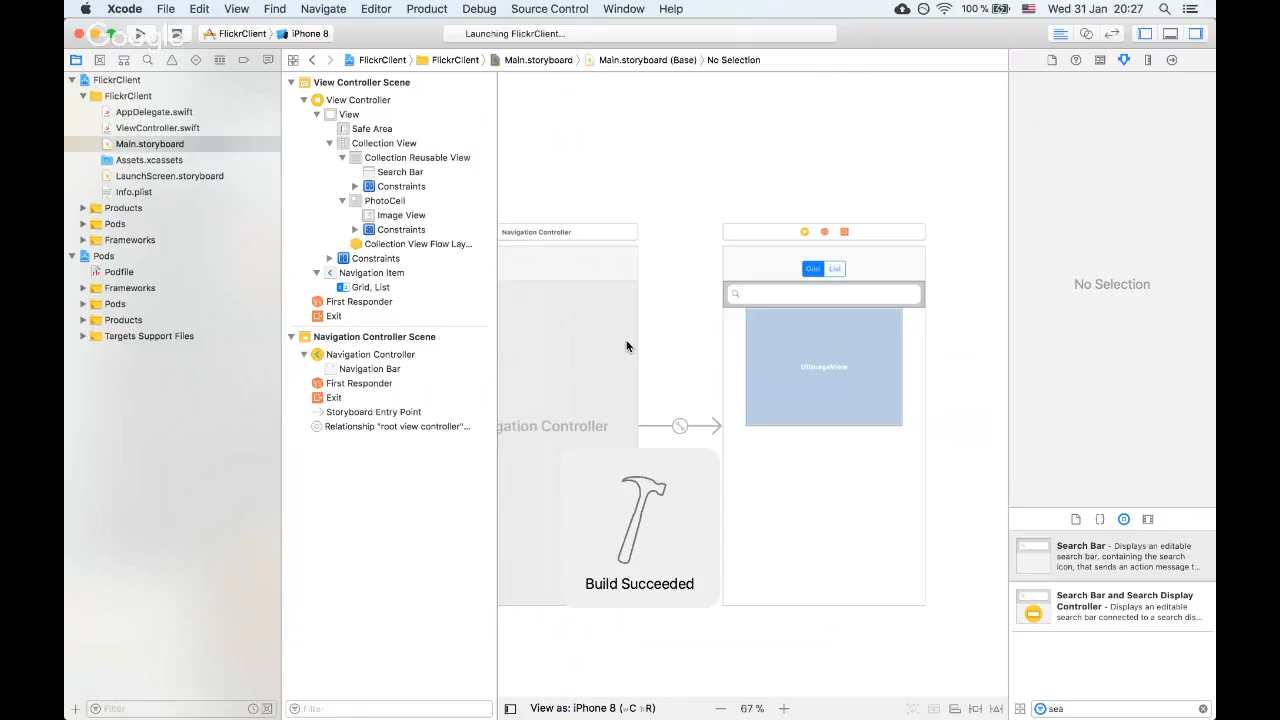 Xcode File Edit View Find Navigate Editor Product Debug Source Control Window Help 100 % Wed 31 Jan 20:27
Google
FlickrClient iPhone 8 Launching FlickrClient...
FlickrClient FlickrClient Main.storyboard Main.storyboard (Base) No Selection
FlickrClient
FlickrClient
AppDelegate.swift
ViewController.swift
Main.storyboard
Assets.xcassets
LaunchScreen.storyboard
Info.plist
Products
Pods
Frameworks
Pods
Podfile
Frameworks
Pods
Products
Targets Support Files
Filter
View Controller Scene
View Controller
View
Safe Area
Collection View
Collection Reusable View
Search Bar
Constraints
PhotoCell
Image View
Constraints
Collection View Flow Lay...
Constraints
Navigation Item
Grid, List
First Responder
Exit
Navigation Controller Scene
Navigation Controller
Navigation Bar
First Responder
Exit
Storyboard Entry Point
Relationship "root view controller"...
Filter
Navigation Controller
gation Controller
Grid List
UIImageView
Build Succeeded
View as: iPhone 8 (wC hR) 67 %
No Selection
Search Bar - Displays an editable
search bar, containing the search
icon, that sends an action message t...
Search Bar and Search Display
Controller - Displays an editable
search bar connected to a search dis...
sea